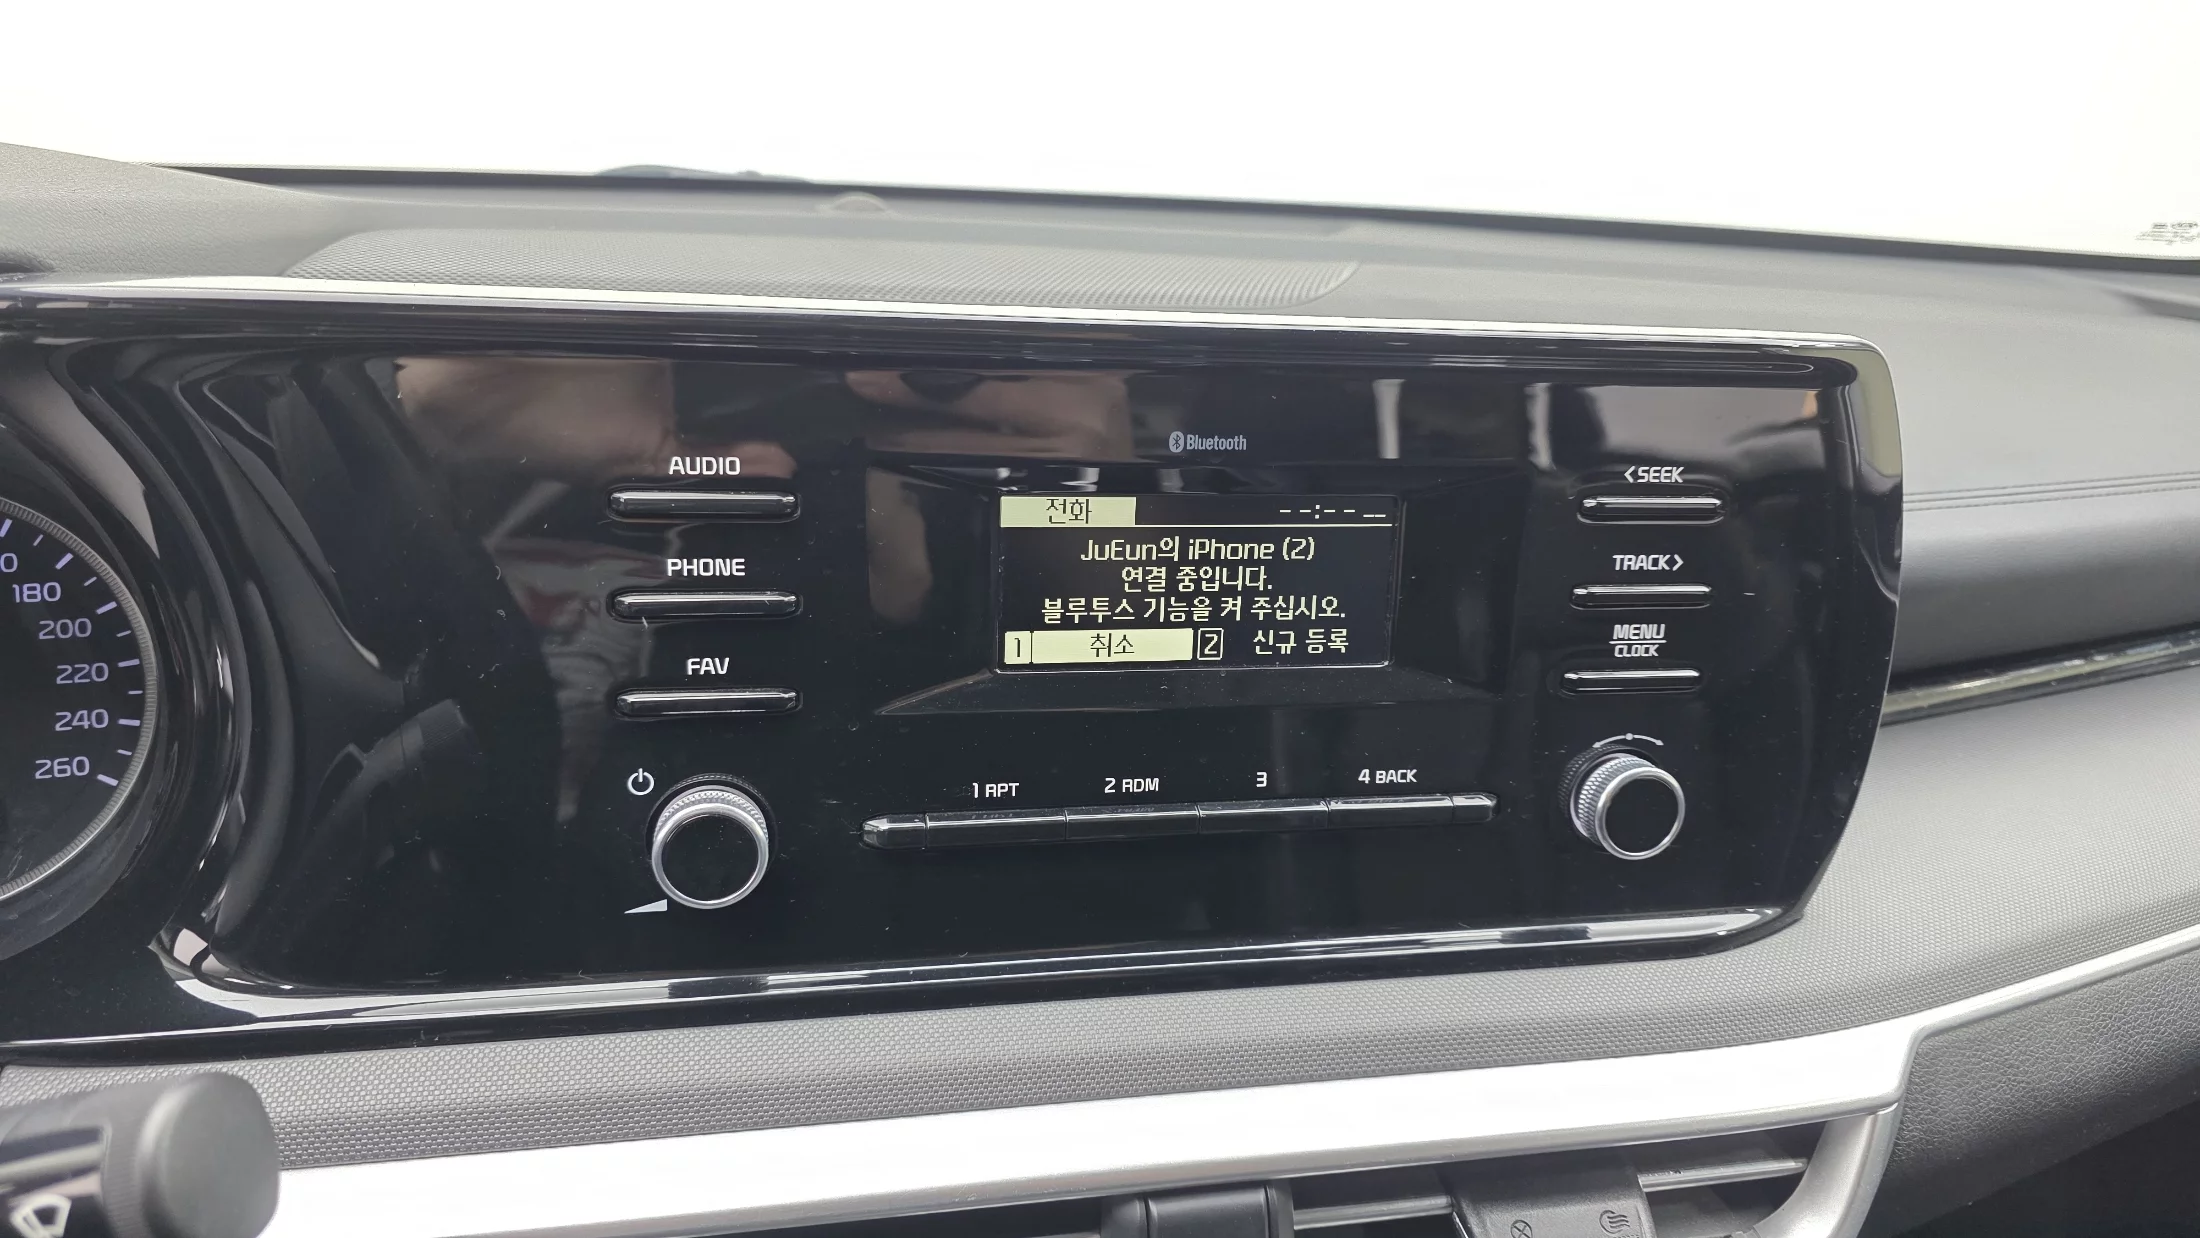 Bluetooth
AUDIO
PHONE
FAV
전화
--:-- --
JuEun의 iPhone (2)
연결 중입니다.
블루투스 기능을 켜 주십시오.
1 취소 2 신규 등록
<SEEK
TRACK>
MENU
CLOCK
1 RPT 2 RDM 3 4 BACK
180
200
220
240
260